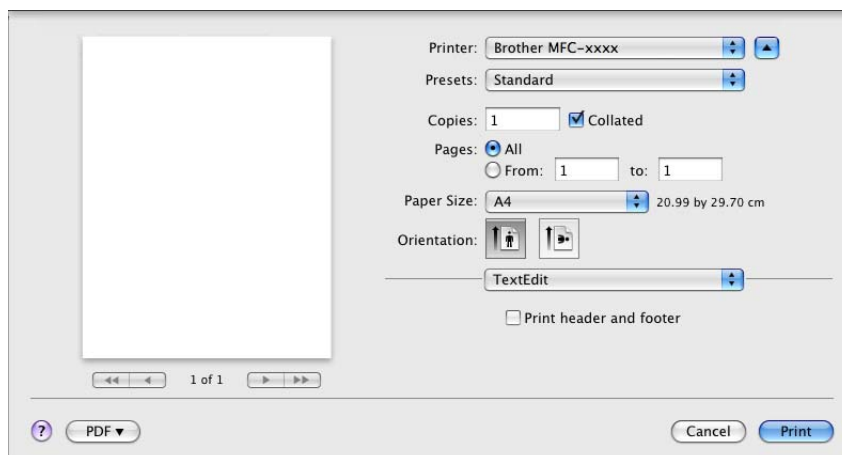 Printer: Brother MFC-xxxx
Presets: Standard
Copies: 1 Collated
Pages: All
From: 1 to: 1
Paper Size: A4 20.99 by 29.70 cm
Orientation:
TextEdit
Print header and footer
1 of 1
? PDF ▼ Cancel Print